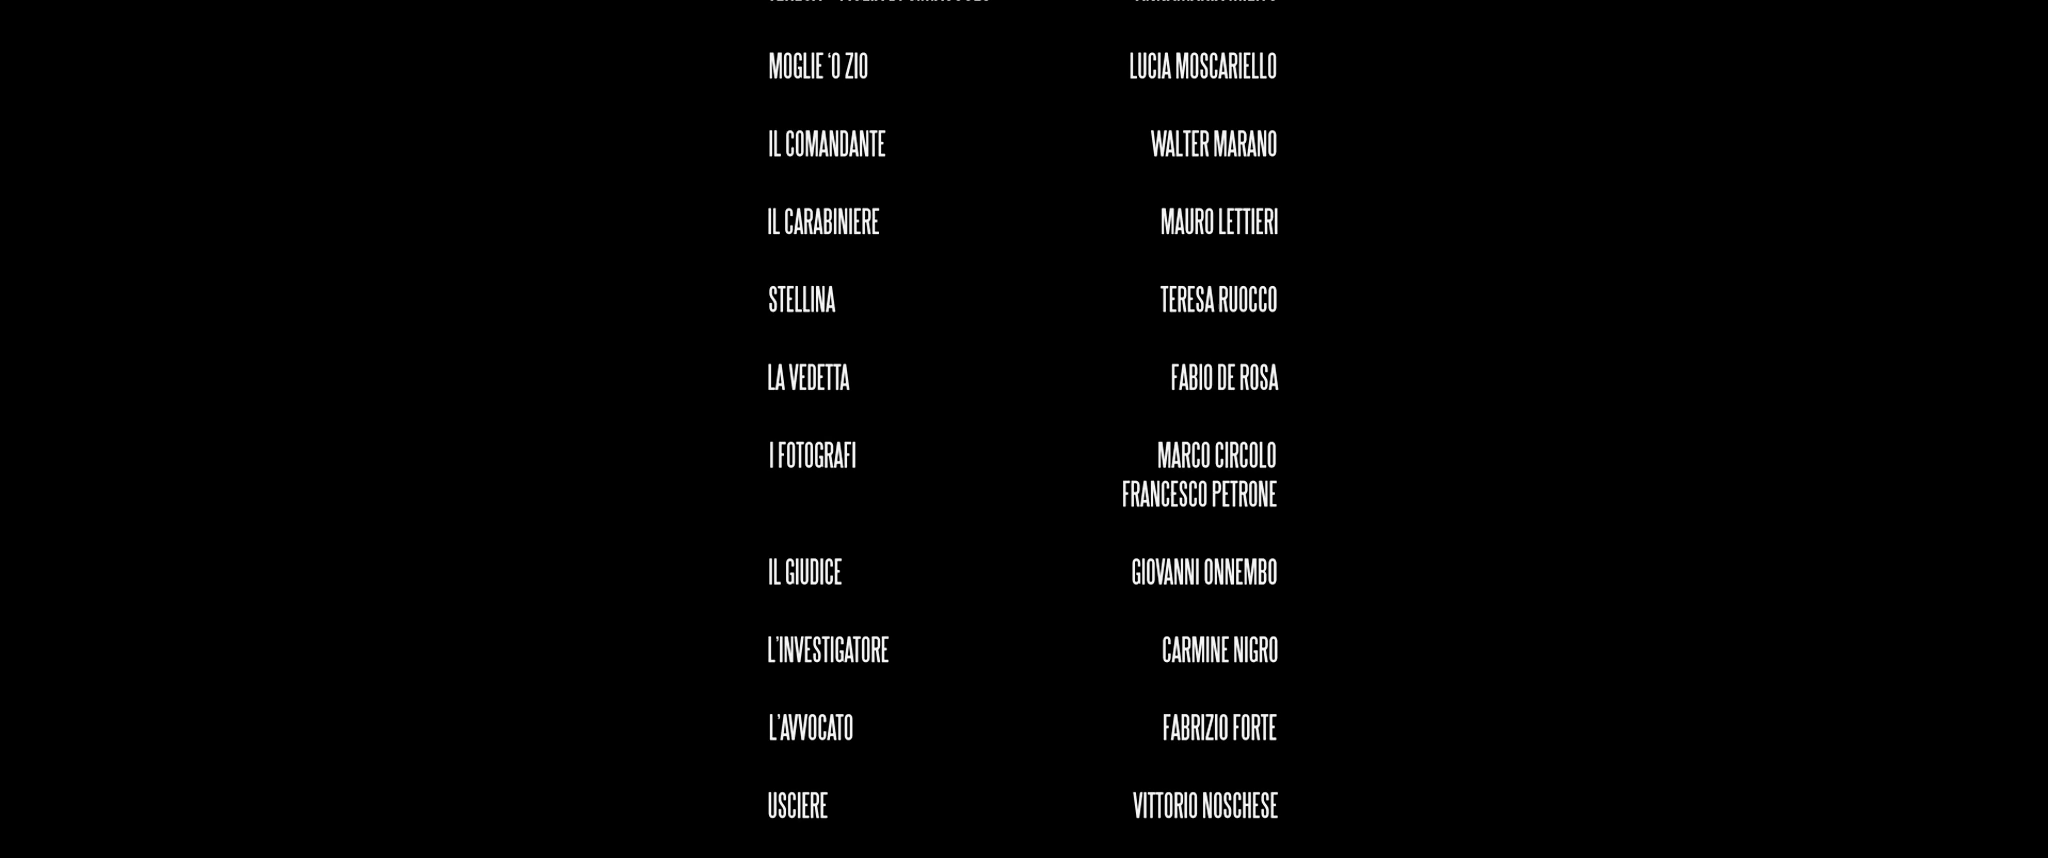 MOGLIE ‘O ZIO LUCIA MOSCARIELLO
IL COMANDANTE WALTER MARANO
IL CARABINIERE MAURO LETTIERI
STELLINA TERESA RUOCCO
LA VEDETTA FABIO DE ROSA
I FOTOGRAFI MARCO CIRCOLO
FRANCESCO PETRONE
IL GIUDICE GIOVANNI ONNEMBO
L’INVESTIGATORE CARMINE NIGRO
L’AVVOCATO FABRIZIO FORTE
USCIERE VITTORIO NOSCHESE